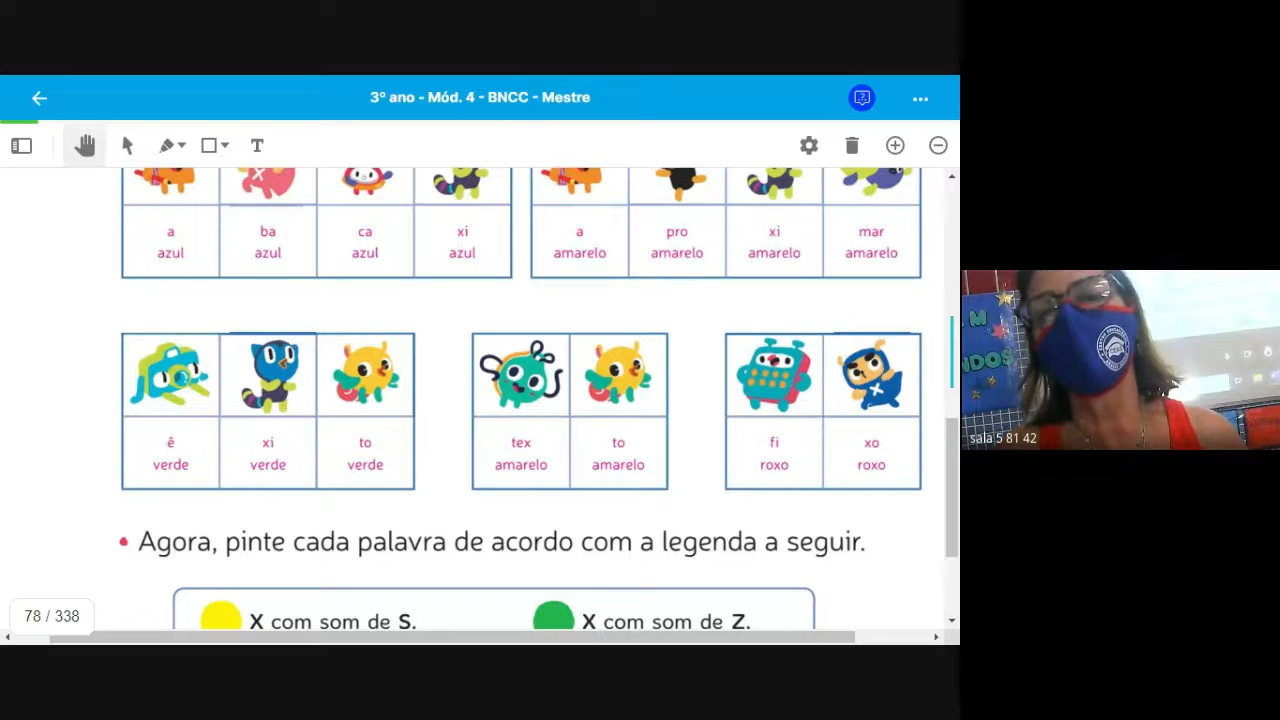 3º ano - Mód. 4 - BNCC - Mestre
T
a ba ca xi a pro xi mar
azul azul azul azul amarelo amarelo amarelo amarelo
ê xi to tex to fi xo
verde verde verde amarelo amarelo roxo roxo
• Agora, pinte cada palavra de acordo com a legenda a seguir.
78 / 338
X com som de S. X com som de Z.
M
NDOS
sala 5 81 42